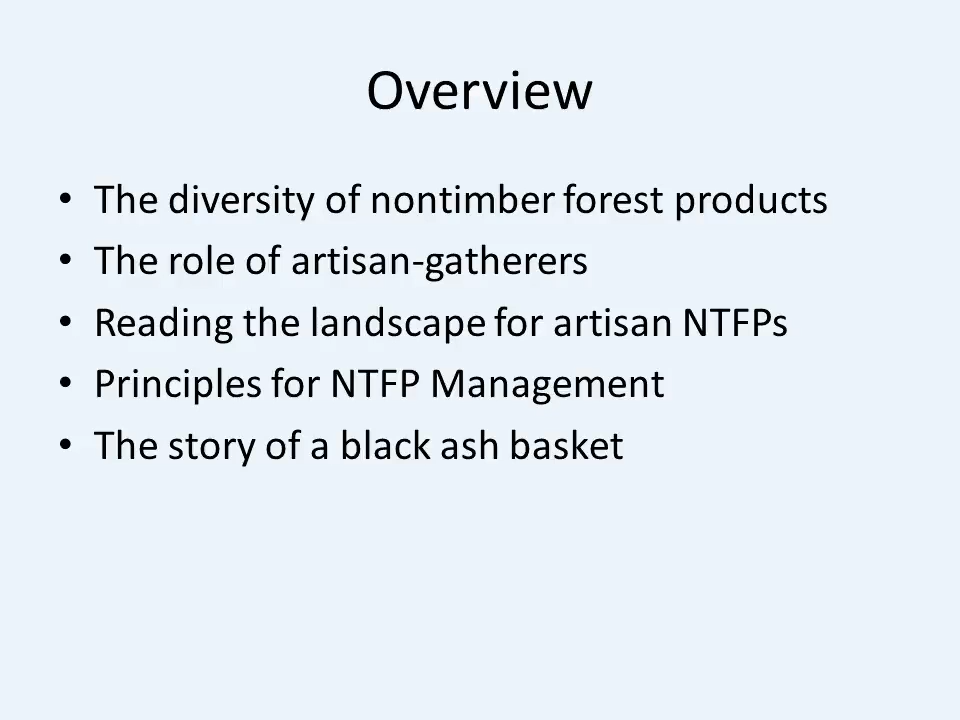 Overview
• The diversity of nontimber forest products
• The role of artisan-gatherers
• Reading the landscape for artisan NTFPs
• Principles for NTFP Management
• The story of a black ash basket